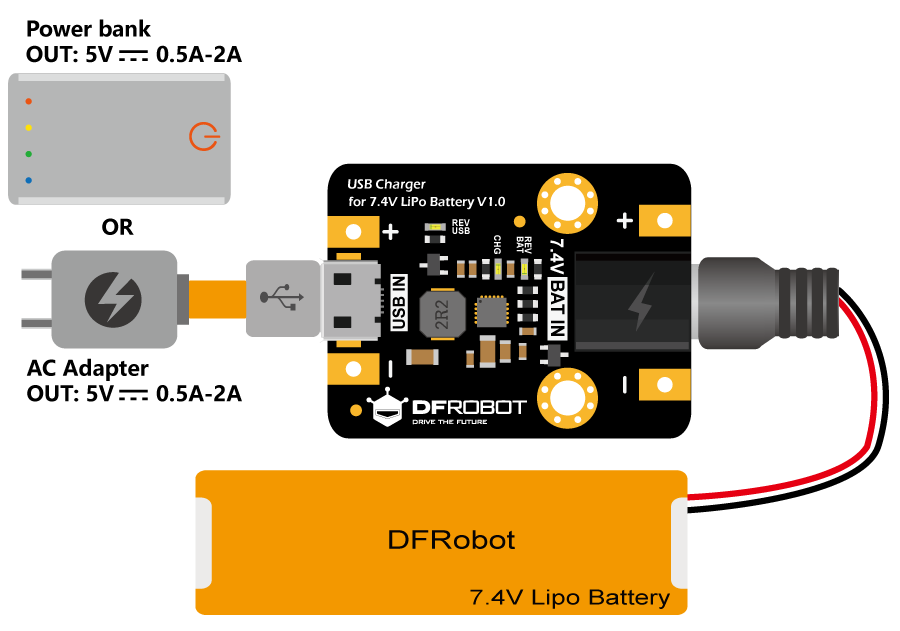 Power bank
OUT: 5V ⎓ 0.5A-2A
OR
AC Adapter
OUT: 5V ⎓ 0.5A-2A
USB Charger
for 7.4V LiPo Battery V1.0
+
REV
USB
CHG
REV
BAT
+
USB IN
2R2
7.4V BAT IN
-
-
DFROBOT
DRIVE THE FUTURE
DFRobot
7.4V Lipo Battery